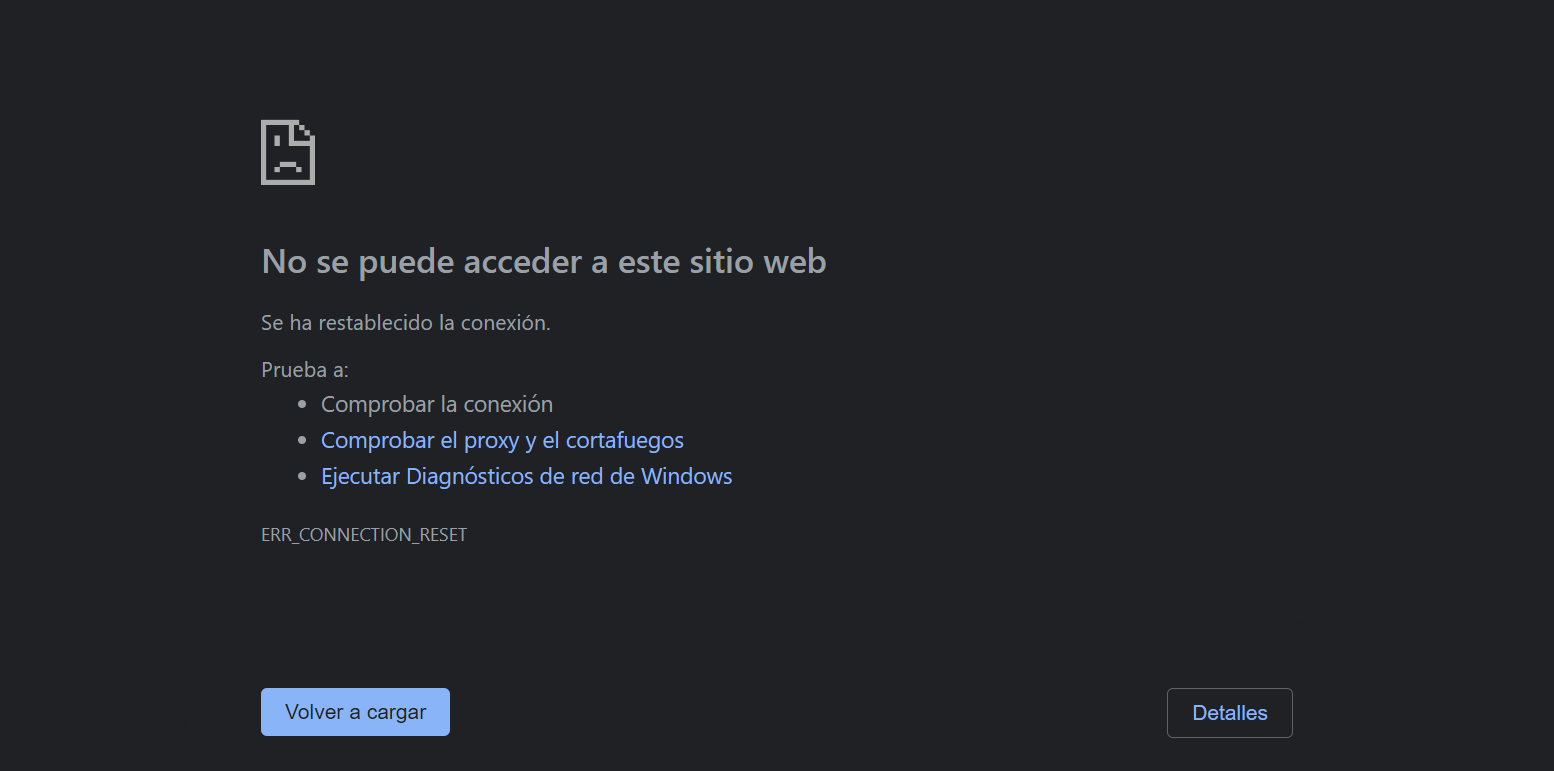 No se puede acceder a este sitio web
Se ha restablecido la conexión.
Prueba a:
Comprobar la conexión
Comprobar el proxy y el cortafuegos
Ejecutar Diagnósticos de red de Windows
ERR_CONNECTION_RESET
Volver a cargar
Detalles